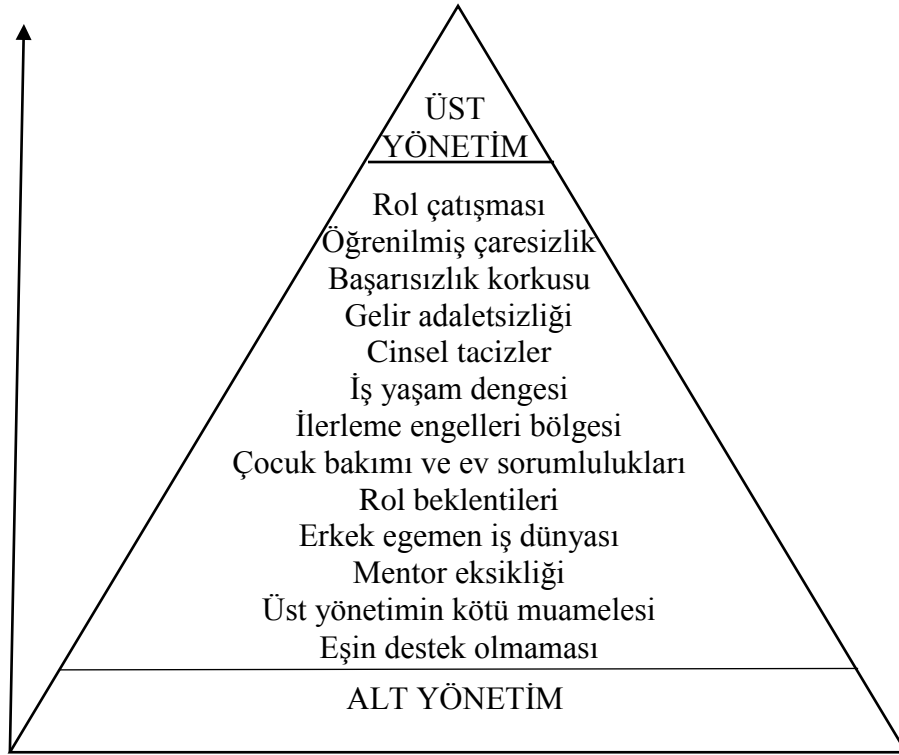 ÜST
YÖNETİM
Rol çatışması
Öğrenilmiş çaresizlik
Başarısızlık korkusu
Gelir adaletsizliği
Cinsel tacizler
İş yaşam dengesi
İlerleme engelleri bölgesi
Çocuk bakımı ve ev sorumlulukları
Rol beklentileri
Erkek egemen iş dünyası
Mentor eksikliği
Üst yönetimin kötü muamelesi
Eşin destek olmaması
ALT YÖNETİM